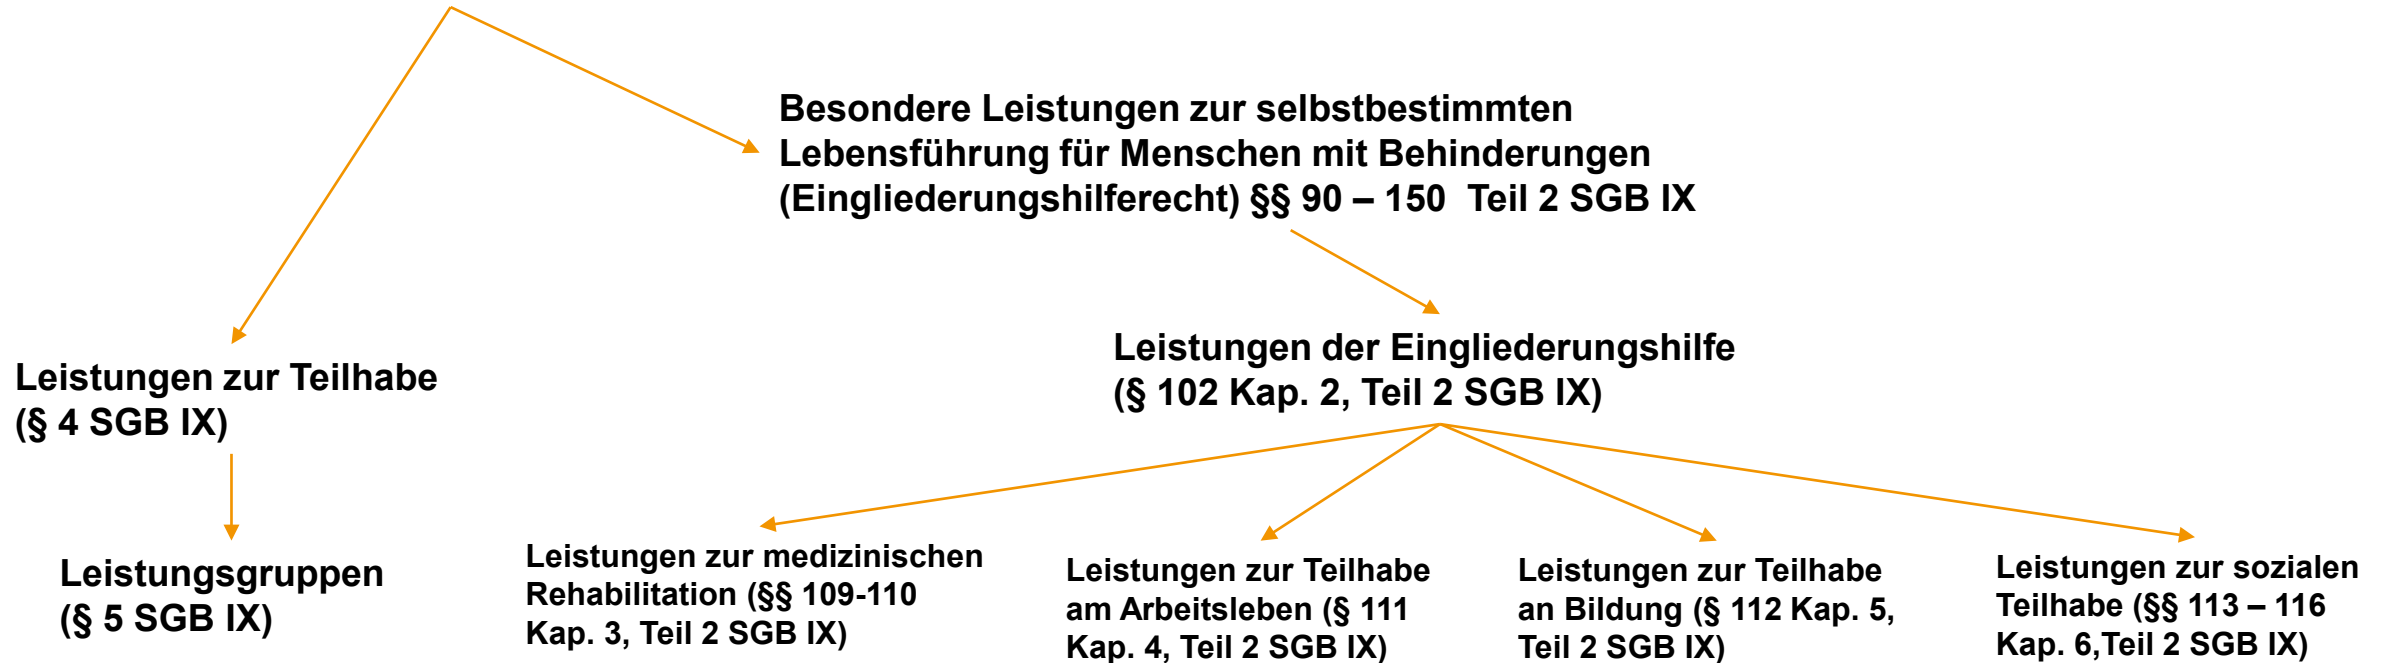 Besondere Leistungen zur selbstbestimmten
Lebensführung für Menschen mit Behinderungen
(Eingliederungshilferecht) §§ 90 – 150 Teil 2 SGB IX
Leistungen der Eingliederungshilfe
(§ 102 Kap. 2, Teil 2 SGB IX)
Leistungen zur Teilhabe
(§ 4 SGB IX)
Leistungsgruppen
(§ 5 SGB IX)
Leistungen zur medizinischen
Rehabilitation (§§ 109-110
Kap. 3, Teil 2 SGB IX)
Leistungen zur Teilhabe
am Arbeitsleben (§ 111
Kap. 4, Teil 2 SGB IX)
Leistungen zur Teilhabe
an Bildung (§ 112 Kap. 5,
Teil 2 SGB IX)
Leistungen zur sozialen
Teilhabe (§§ 113 – 116
Kap. 6,Teil 2 SGB IX)